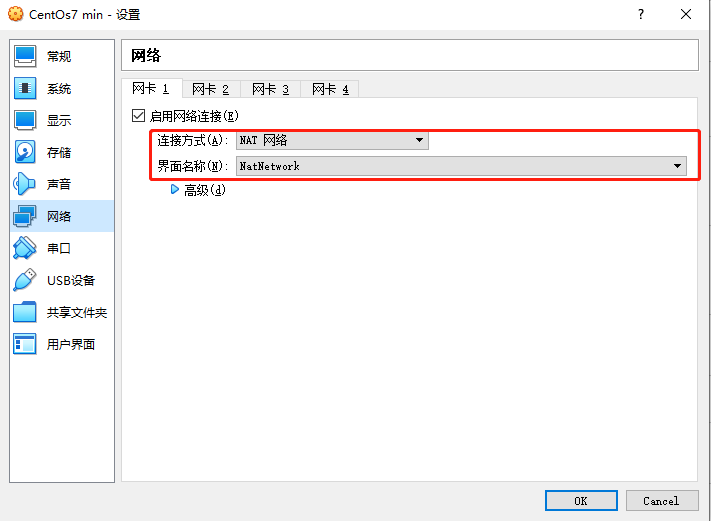 CentOs7 min - 设置
?
常规
系统
显示
存储
声音
网络
串口
USB设备
共享文件夹
用户界面
网络
网卡 1 网卡 2 网卡 3 网卡 4
启用网络连接(E)
连接方式(A): NAT 网络
界面名称(N): NatNetwork
高级(d)
OK Cancel